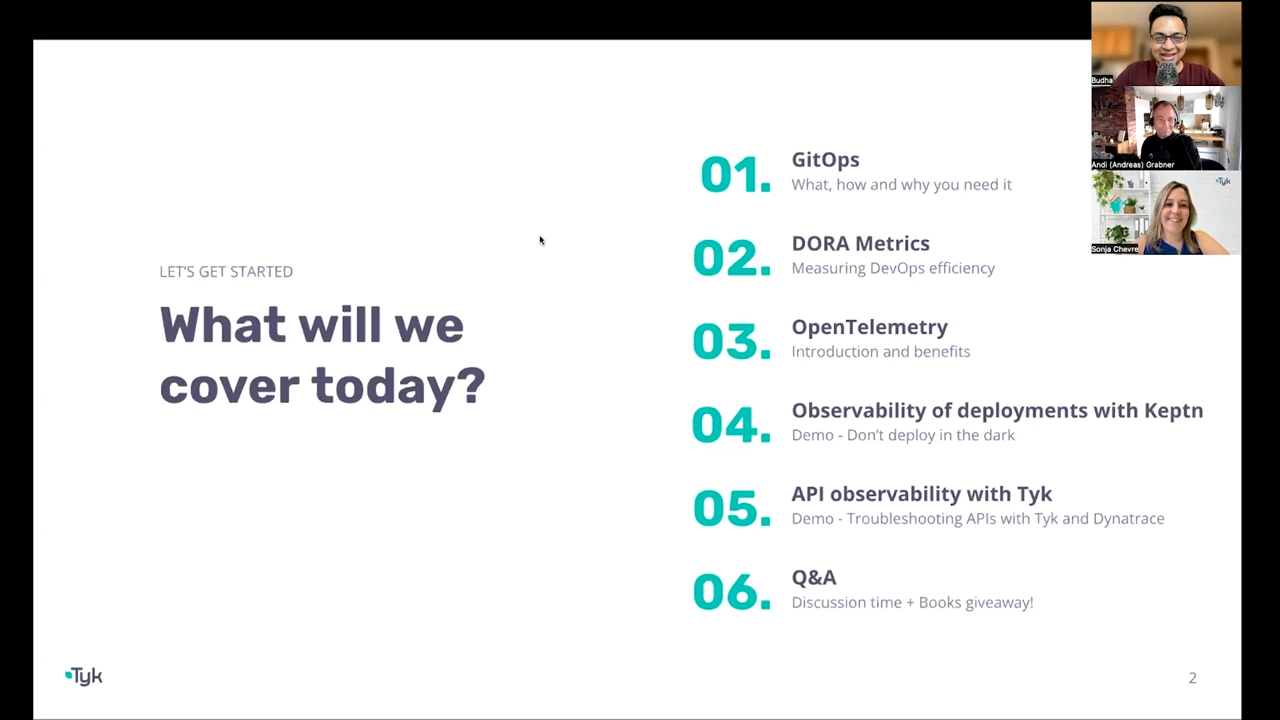 LET'S GET STARTED
What will we
cover today?
01.
GitOps
What, how and why you need it
02.
DORA Metrics
Measuring DevOps efficiency
03.
OpenTelemetry
Introduction and benefits
04.
Observability of deployments with Keptn
Demo - Don't deploy in the dark
05.
API observability with Tyk
Demo - Troubleshooting APIs with Tyk and Dynatrace
06.
Q&A
Discussion time + Books giveaway!
Tyk
2
Budha
Andi (Andreas) Grabner
Tyk
Sonja Chevre